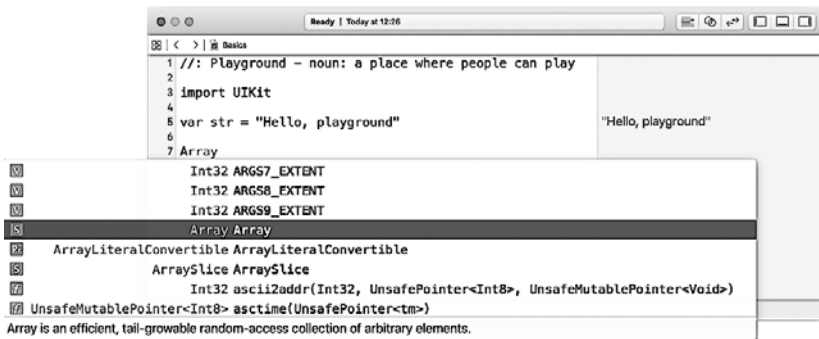 Ready | Today at 12:26
Basics
1 //: Playground – noun: a place where people can play
2
3 import UIKit
4
5 var str = "Hello, playground"
"Hello, playground"
6
7 Array
V Int32 ARGS7_EXTENT
V Int32 ARGS8_EXTENT
V Int32 ARGS9_EXTENT
S Array Array
Pr ArrayLiteralConvertible ArrayLiteralConvertible
S ArraySlice ArraySlice
f Int32 ascii2addr(Int32, UnsafePointer<Int8>, UnsafeMutablePointer<Void>)
f UnsafeMutablePointer<Int8> asctime(UnsafePointer<tm>)
Array is an efficient, tail-growable random-access collection of arbitrary elements.